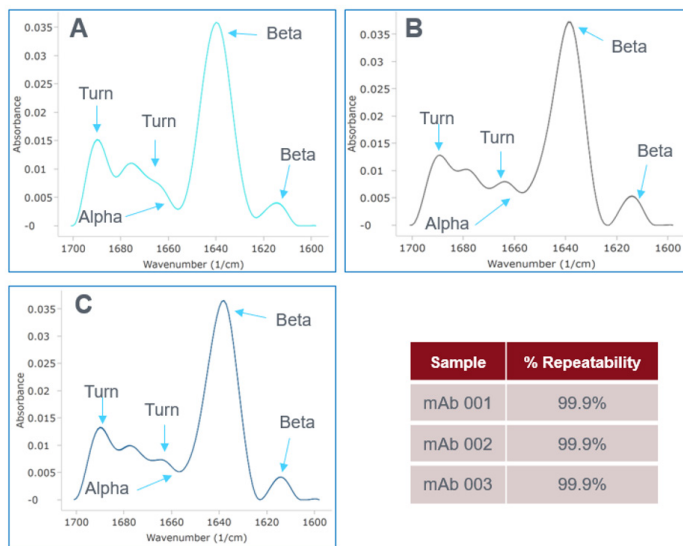 A
Beta
Turn
Turn
Beta
Alpha
Absorbance
0.035
0.03
0.025
0.02
0.015
0.01
0.005
-0
1700 1680 1660 1640 1620 1600
Wavenumber (1/cm)
B
Beta
Turn
Turn
Beta
Alpha
Absorbance
0.035
0.03
0.025
0.02
0.015
0.01
0.005
-0
1700 1680 1660 1640 1620 1600
Wavenumber (1/cm)
C
Beta
Turn
Turn
Beta
Alpha
Absorbance
0.035
0.03
0.025
0.02
0.015
0.01
0.005
-0
1700 1680 1660 1640 1620 1600
Wavenumber (1/cm)
Sample % Repeatability
mAb 001 99.9%
mAb 002 99.9%
mAb 003 99.9%